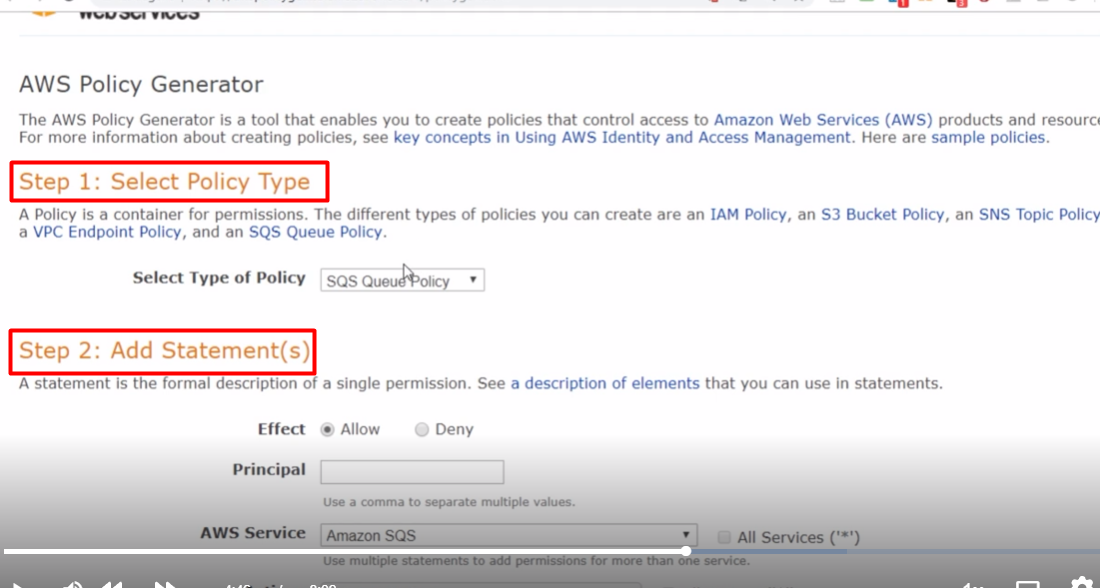 AWS Policy Generator
The AWS Policy Generator is a tool that enables you to create policies that control access to Amazon Web Services (AWS) products and resource
For more information about creating policies, see key concepts in Using AWS Identity and Access Management. Here are sample policies.
Step 1: Select Policy Type
A Policy is a container for permissions. The different types of policies you can create are an IAM Policy, an S3 Bucket Policy, an SNS Topic Policy
a VPC Endpoint Policy, and an SQS Queue Policy.
Select Type of Policy SQS Queue Policy
Step 2: Add Statement(s)
A statement is the formal description of a single permission. See a description of elements that you can use in statements.
Effect Allow Deny
Principal
Use a comma to separate multiple values.
AWS Service Amazon SQS All Services ('*')
Use multiple statements to add permissions for more than one service.